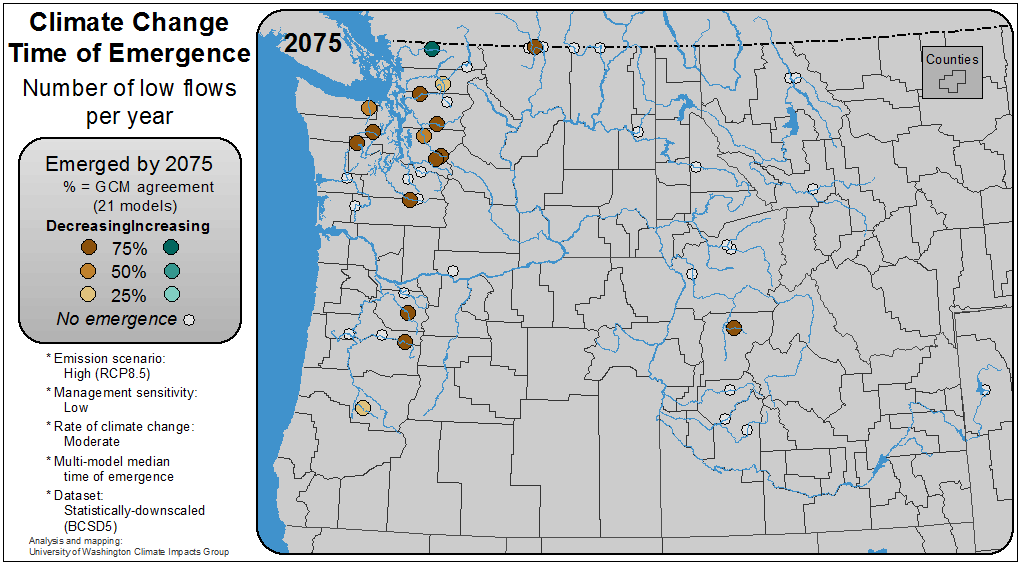 Climate Change
Time of Emergence
Number of low flows
per year
Emerged by 2075
% = GCM agreement
(21 models)
DecreasingIncreasing
75%
50%
25%
No emergence
* Emission scenario:
High (RCP8.5)
* Management sensitivity:
Low
* Rate of climate change:
Moderate
* Multi-model median
time of emergence
* Dataset:
Statistically-downscaled
(BCSD5)
Analysis and mapping:
University of Washington Climate Impacts Group
2075
Counties